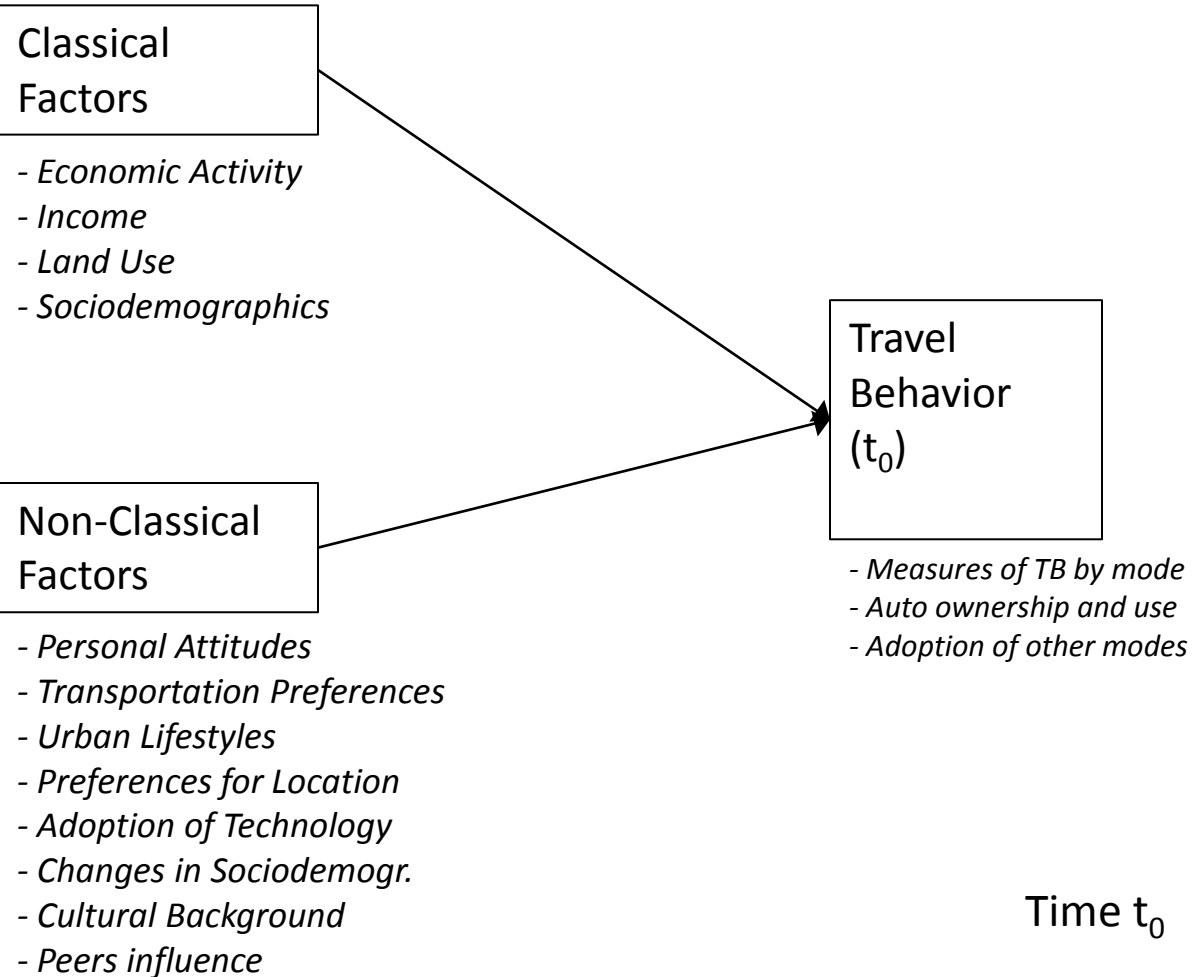 Classical
Factors
- Economic Activity
- Income
- Land Use
- Sociodemographics
Travel
Behavior
(t₀)
- Measures of TB by mode
- Auto ownership and use
- Adoption of other modes
Non-Classical
Factors
- Personal Attitudes
- Transportation Preferences
- Urban Lifestyles
- Preferences for Location
- Adoption of Technology
- Changes in Sociodemogr.
- Cultural Background
- Peers influence
Time t₀